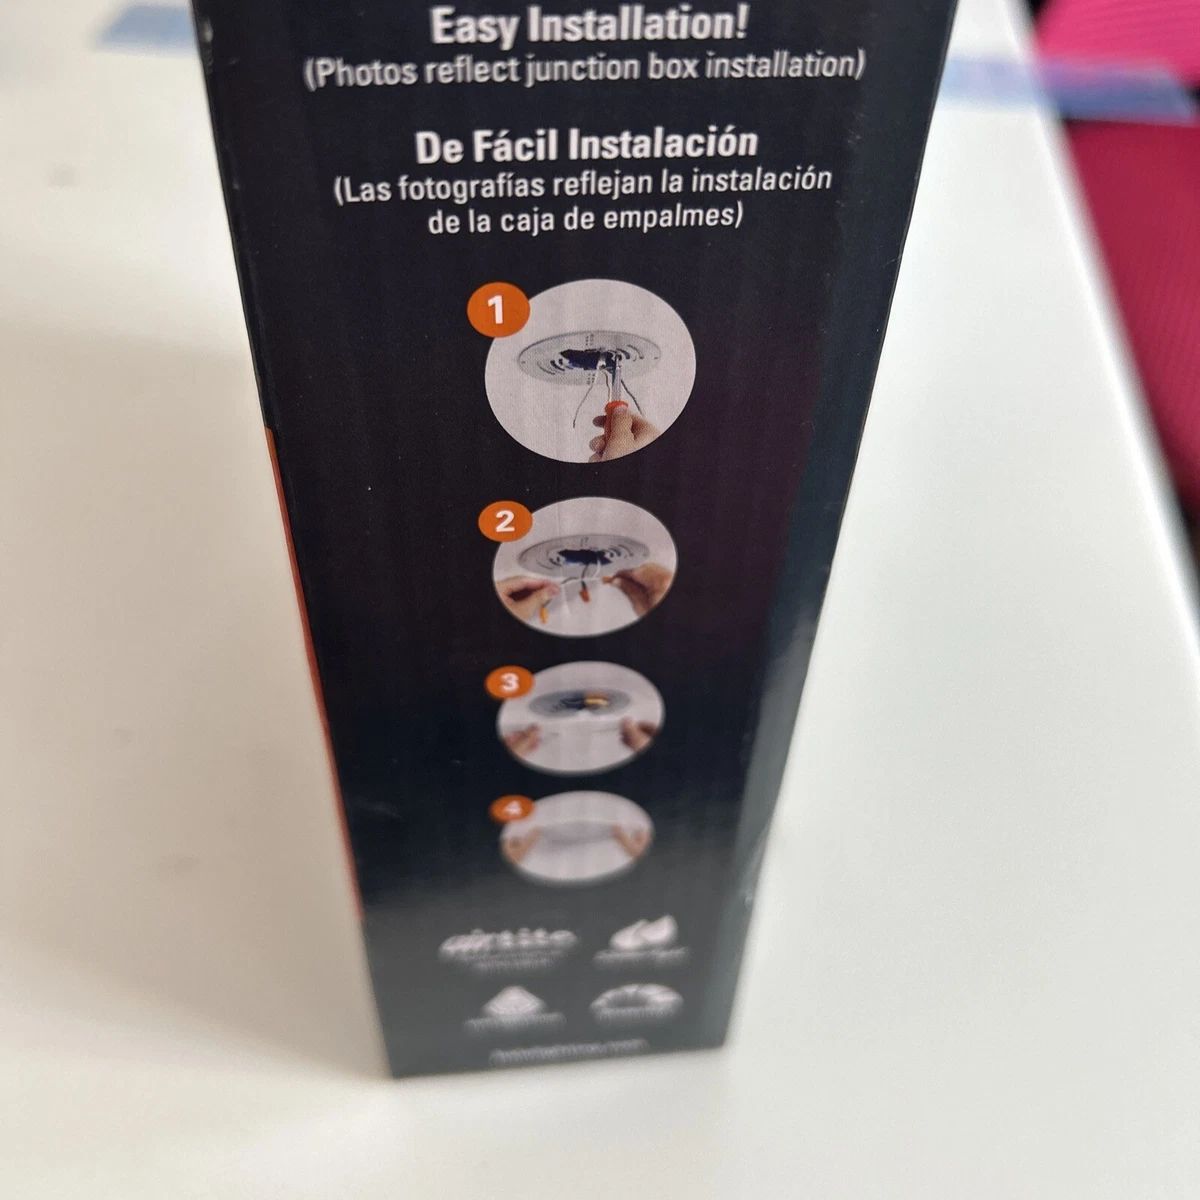 Easy Installation!
(Photos reflect junction box installation)
De Fácil Instalación
(Las fotografías reflejan la instalación
de la caja de empalmes)
1
2
3
4
airtite